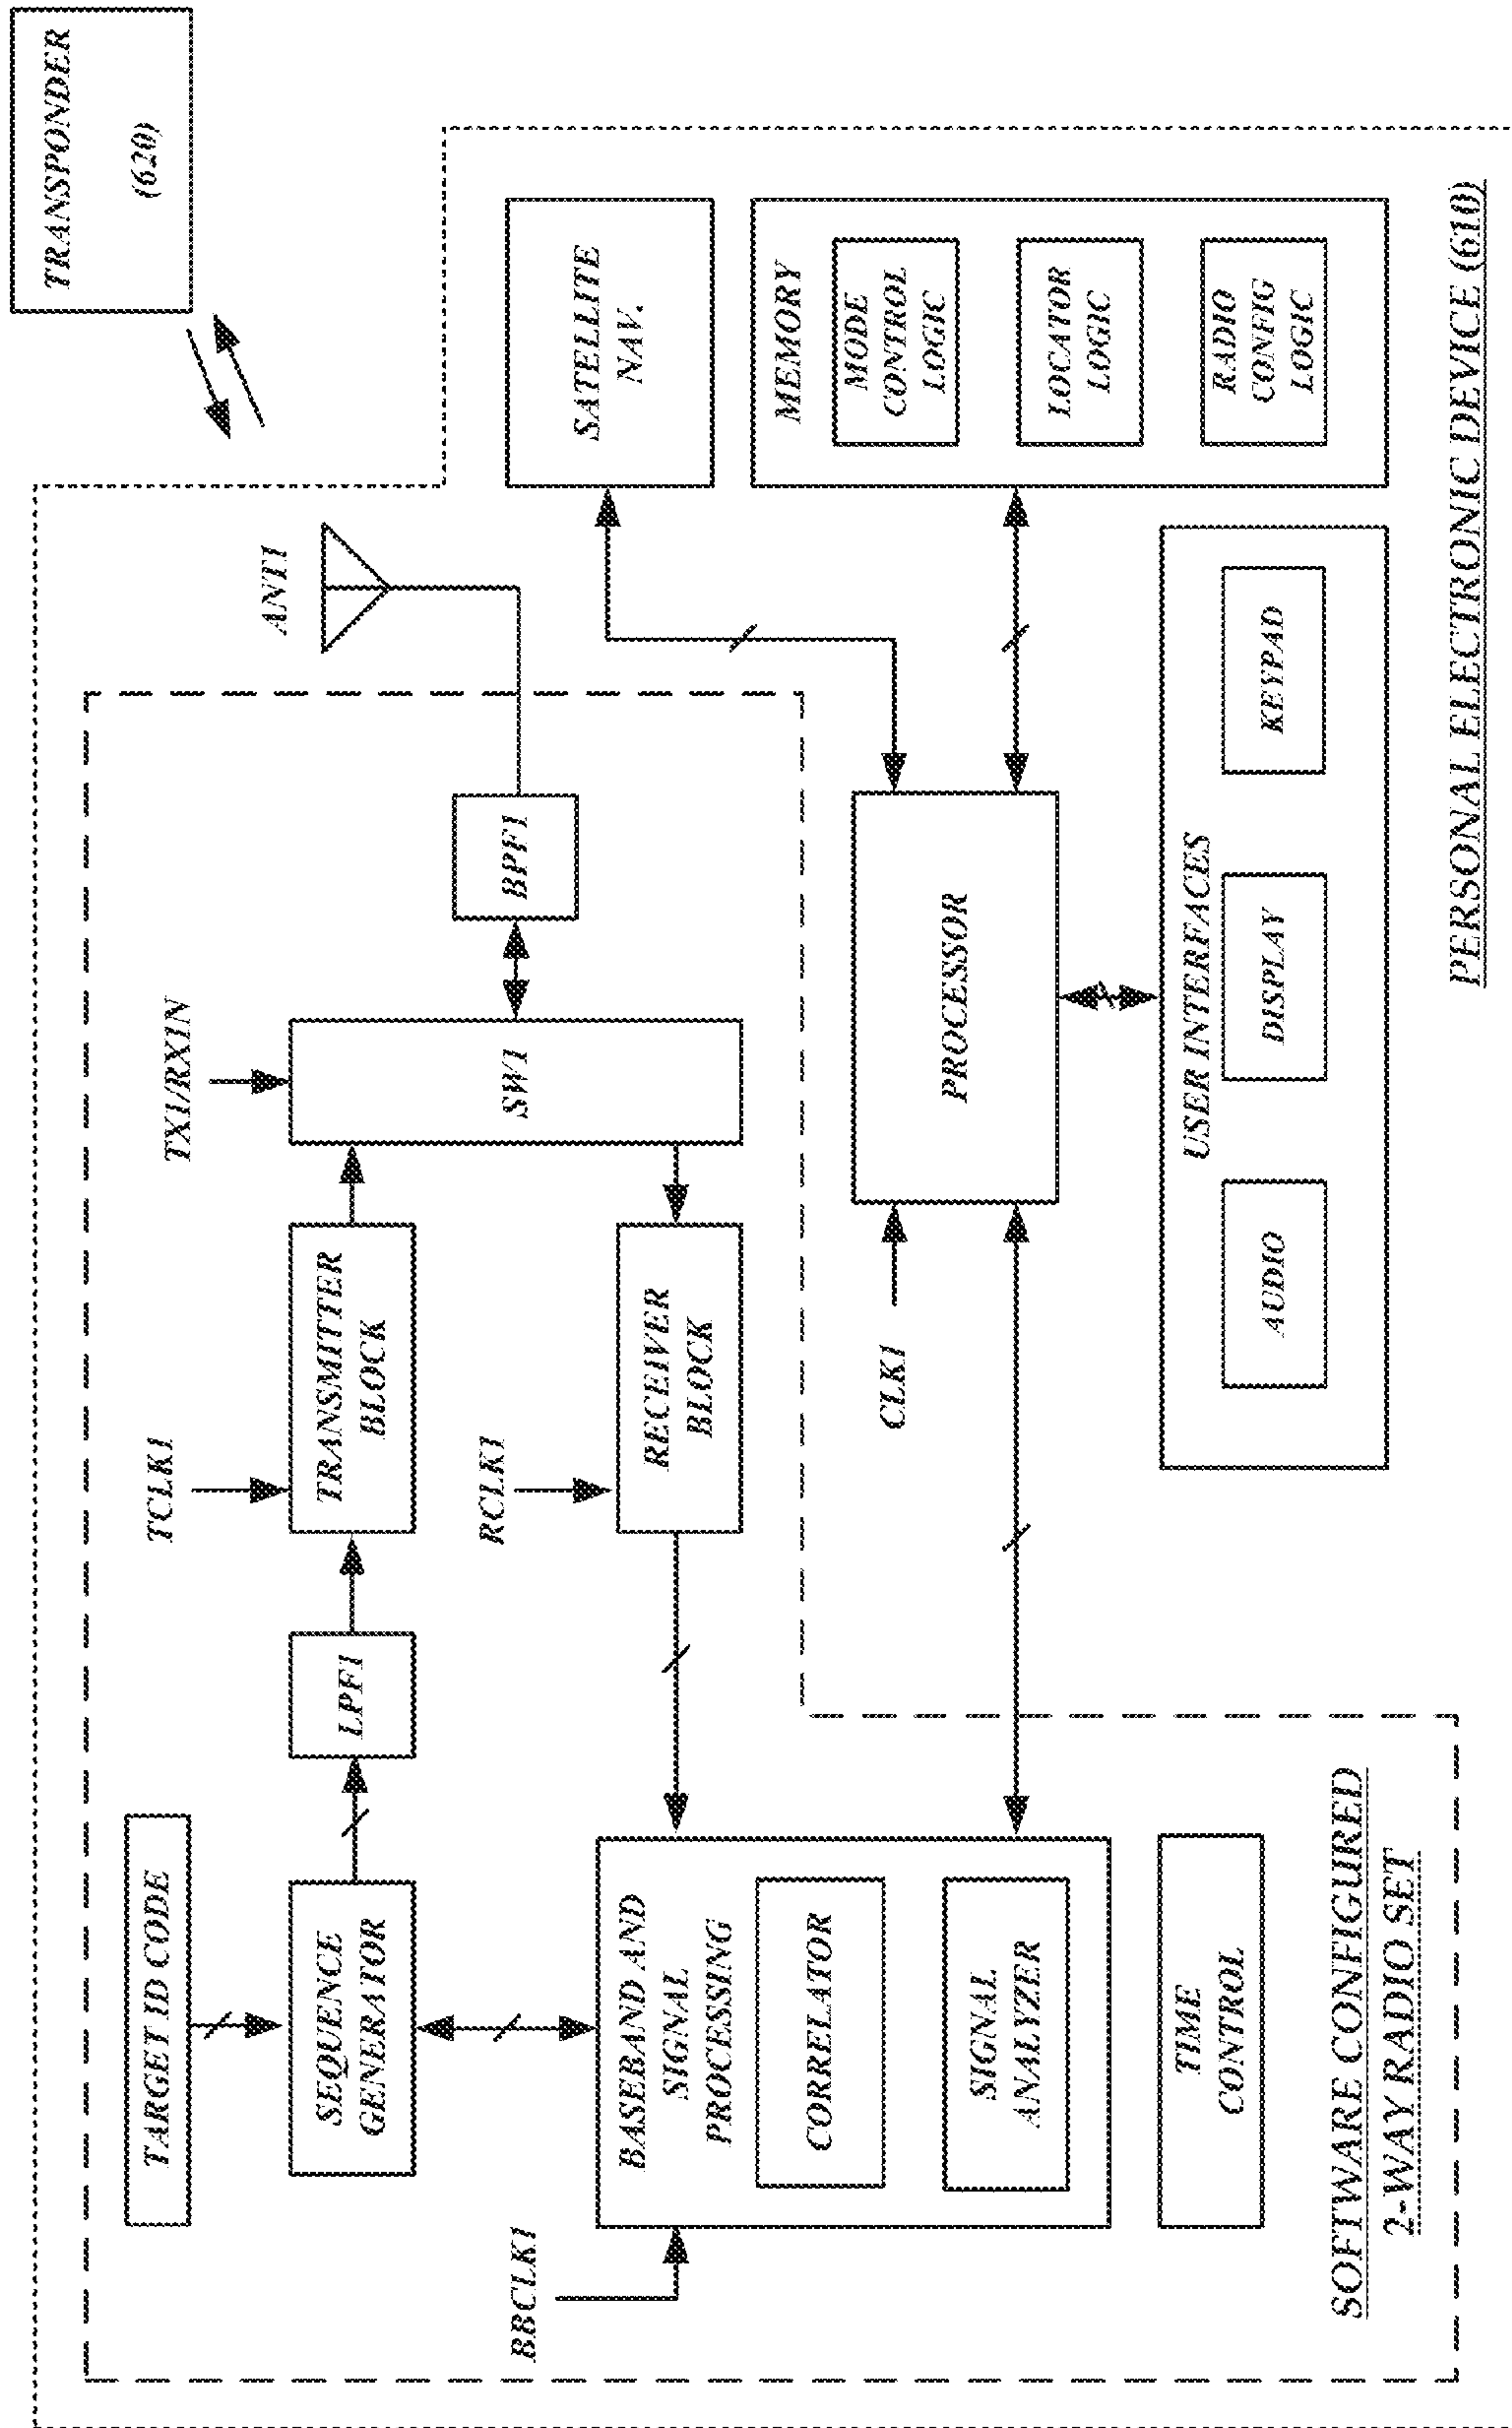 TRANSPONDER
(620)
ANT1
TX1/RX1N
TCLK1
TARGET ID CODE
SEQUENCE
GENERATOR
LPF1
TRANSMITTER
BLOCK
SW1
BPF1
RCLK1
RECEIVER
BLOCK
SATELLITE
NAV.
BBCLK1
BASEBAND AND
SIGNAL
PROCESSING
CORRELATOR
SIGNAL
ANALYZER
CLK1
PROCESSOR
MEMORY
MODE
CONTROL
LOGIC
LOCATOR
LOGIC
RADIO
CONFIG
LOGIC
TIME
CONTROL
USER INTERFACES
AUDIO
DISPLAY
KEYPAD
SOFTWARE CONFIGURED
2-WAY RADIO SET
PERSONAL ELECTRONIC DEVICE (610)